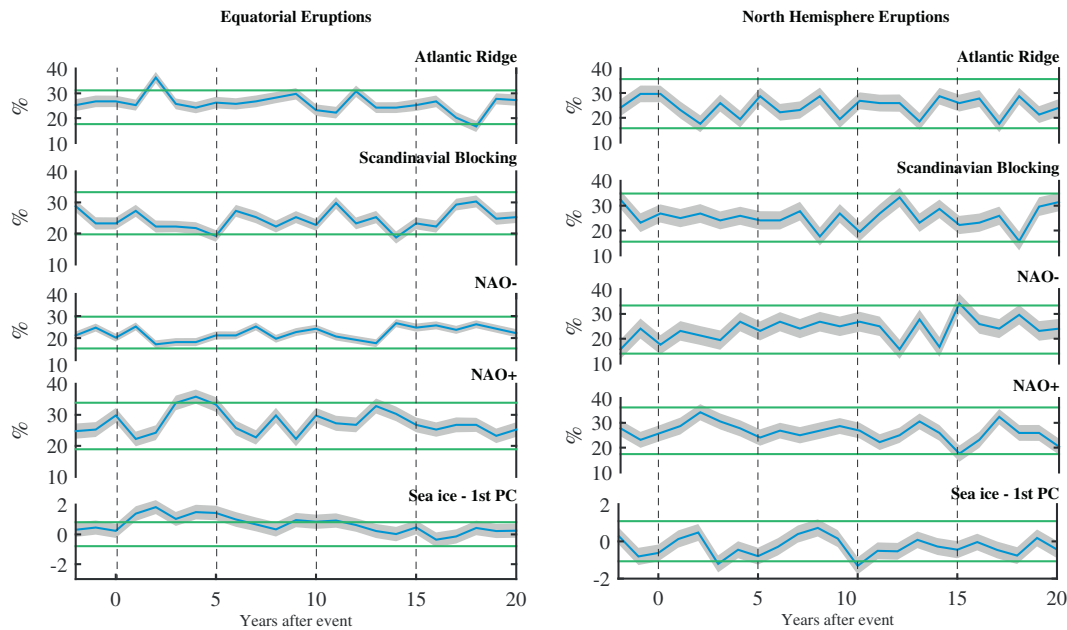 Equatorial Eruptions
Atlantic Ridge
40
30
20
10
%
Scandinavial Blocking
40
30
20
10
%
NAO-
40
30
20
10
%
NAO+
40
30
20
10
%
Sea ice - 1st PC
2
0
-2
0 5 10 15 20
Years after event
North Hemisphere Eruptions
Atlantic Ridge
40
30
20
10
%
Scandinavian Blocking
40
30
20
10
%
NAO-
40
30
20
10
%
NAO+
40
30
20
10
%
Sea ice - 1st PC
2
0
-2
0 5 10 15 20
Years after event